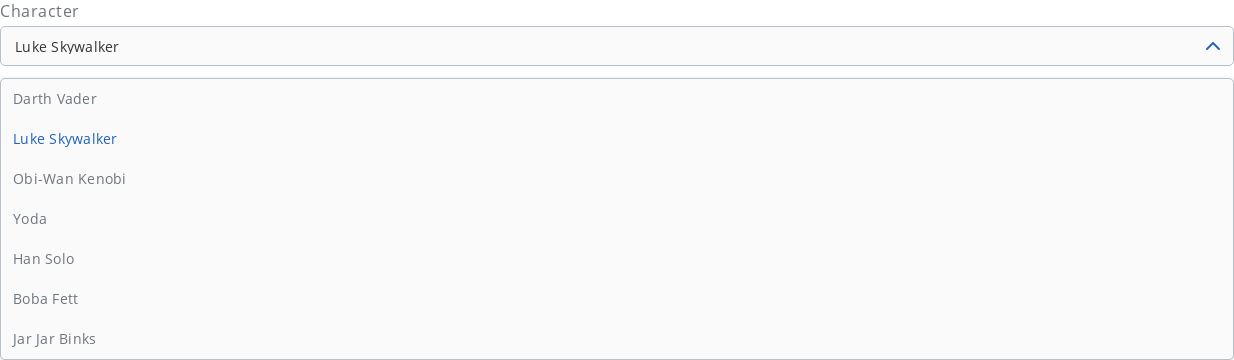 Character
Luke Skywalker
Darth Vader
Luke Skywalker
Obi-Wan Kenobi
Yoda
Han Solo
Boba Fett
Jar Jar Binks